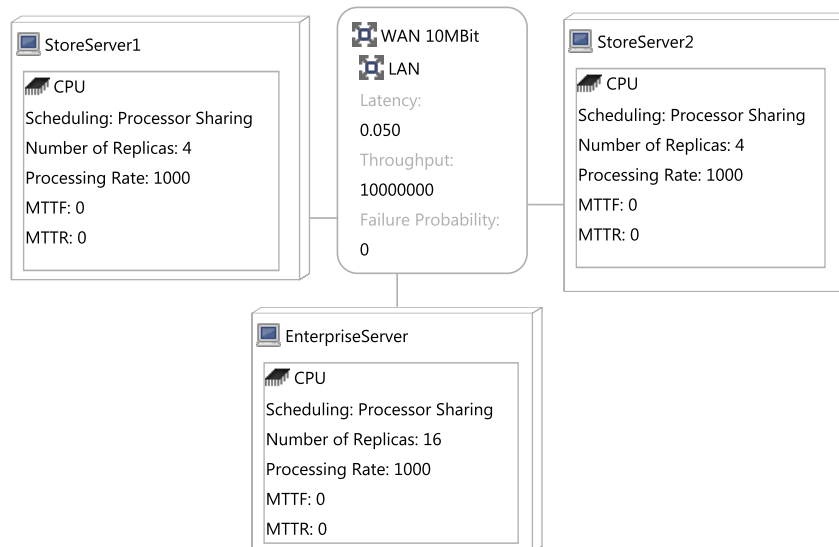 StoreServer1
CPU
Scheduling: Processor Sharing
Number of Replicas: 4
Processing Rate: 1000
MTTF: 0
MTTR: 0
WAN 10MBit
LAN
Latency:
0.050
Throughput:
10000000
Failure Probability:
0
StoreServer2
CPU
Scheduling: Processor Sharing
Number of Replicas: 4
Processing Rate: 1000
MTTF: 0
MTTR: 0
EnterpriseServer
CPU
Scheduling: Processor Sharing
Number of Replicas: 16
Processing Rate: 1000
MTTF: 0
MTTR: 0